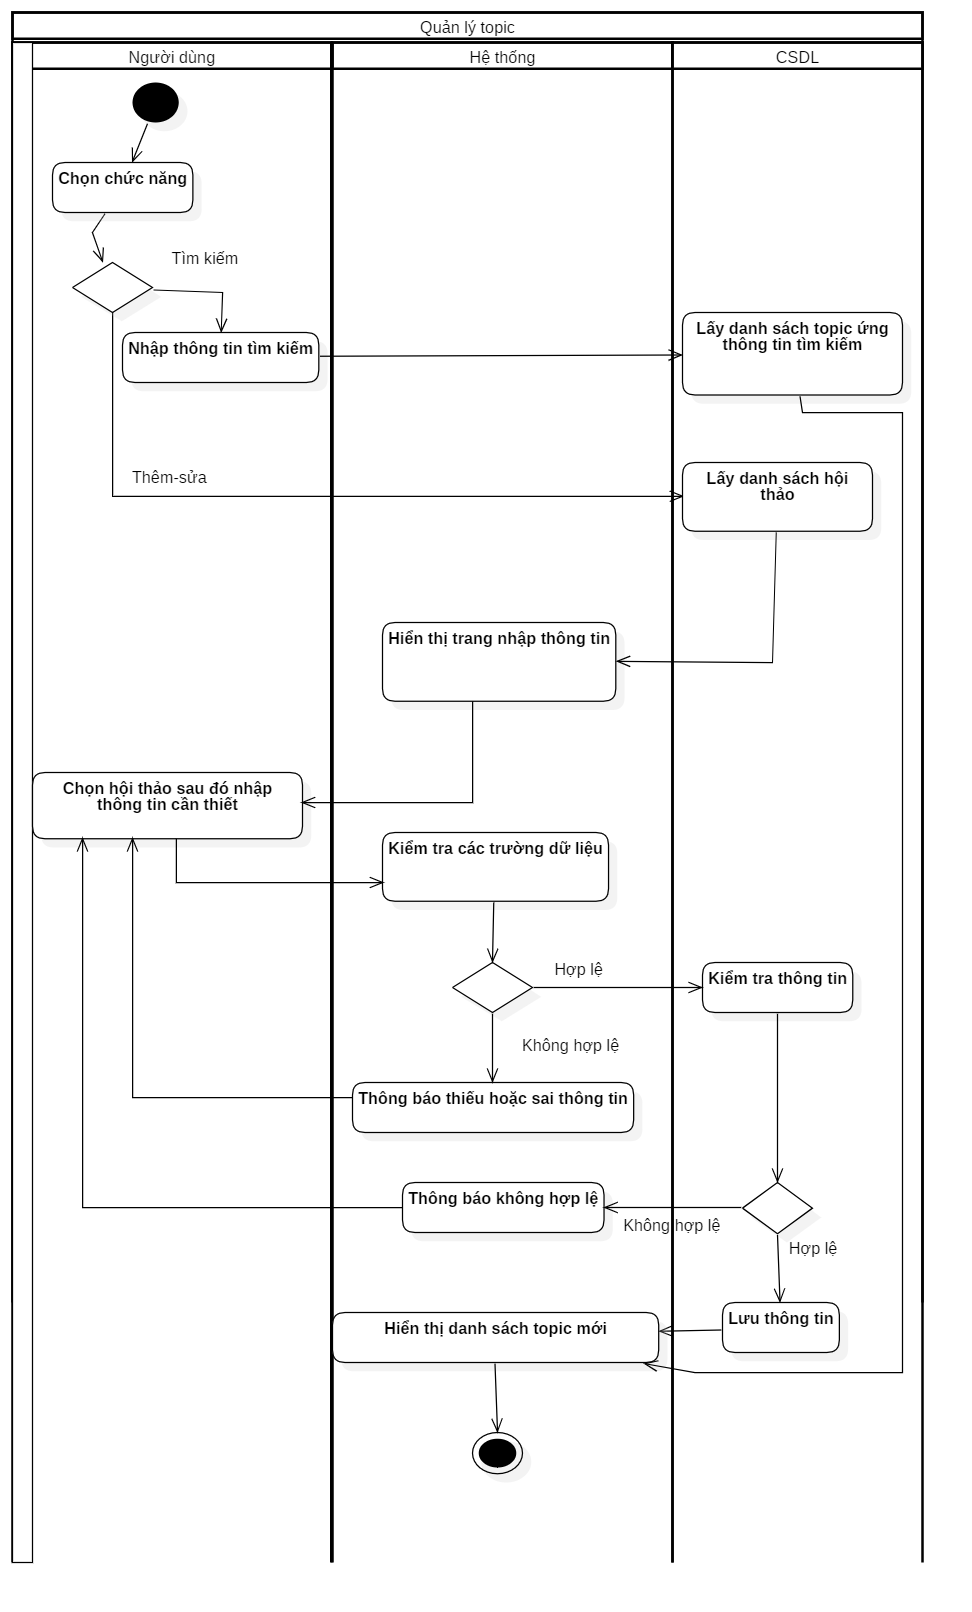 Quản lý topic
Người dùng
Hệ thống
CSDL
Chọn chức năng
Tìm kiếm
Nhập thông tin tìm kiếm
Lấy danh sách topic ứng
thông tin tìm kiếm
Thêm-sửa
Lấy danh sách hội
thảo
Hiển thị trang nhập thông tin
Chọn hội thảo sau đó nhập
thông tin cần thiết
Kiểm tra các trường dữ liệu
Hợp lệ
Kiểm tra thông tin
Không hợp lệ
Thông báo thiếu hoặc sai thông tin
Thông báo không hợp lệ
Không hợp lệ
Hợp lệ
Lưu thông tin
Hiển thị danh sách topic mới